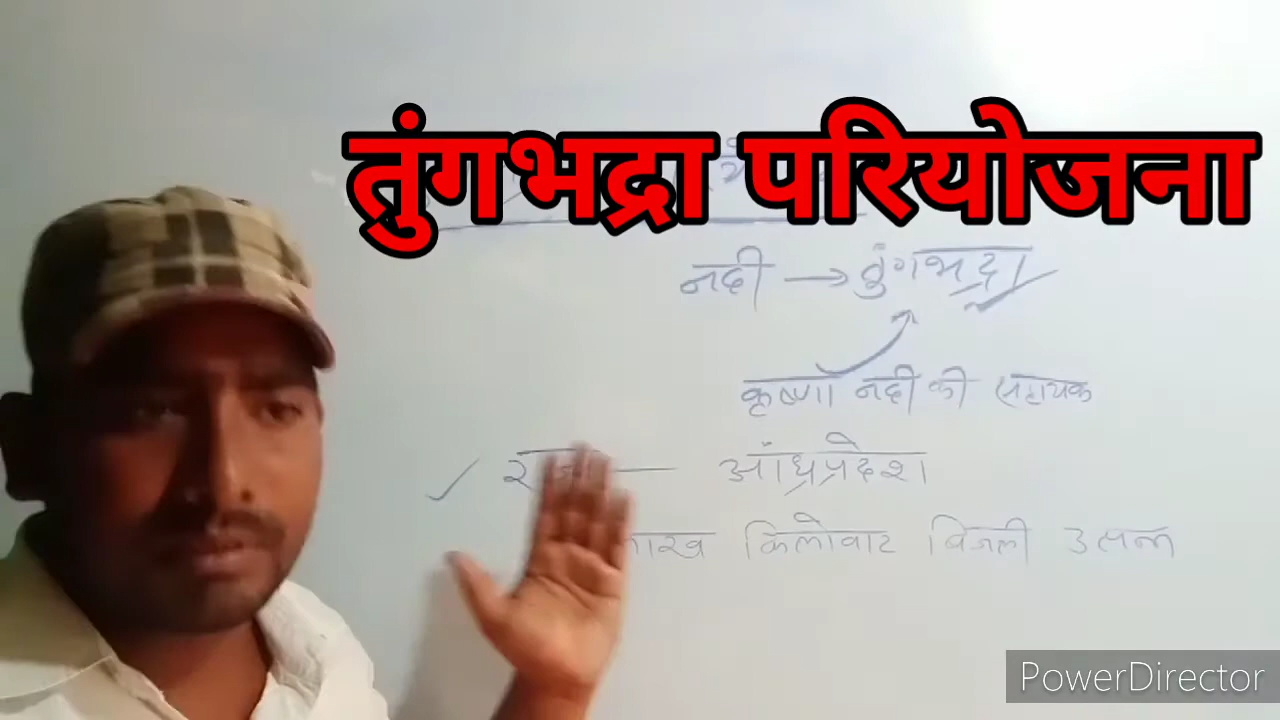 तुंगभद्रा परियोजना
नदी → तुंगभद्रा
कृष्णा नदी की सहायक
आंध्रप्रदेश
किलोवाट बिजली उत्पन्न
PowerDirector